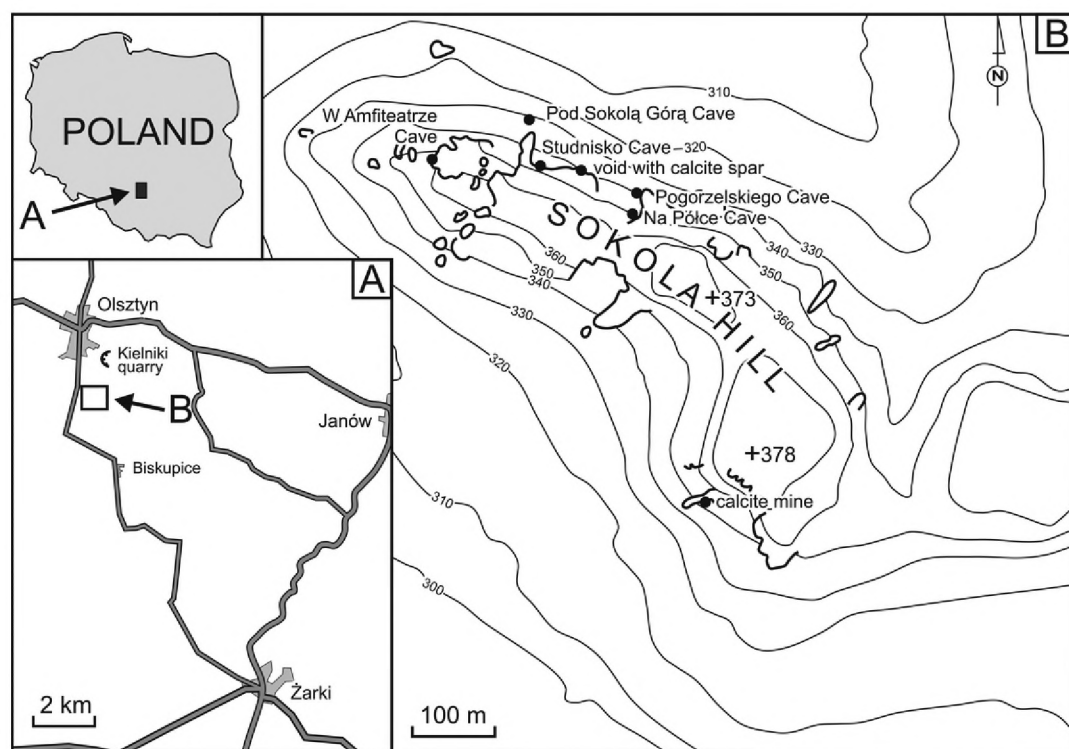 POLAND
A
A
Olsztyn
Kielniki
quarry
B
Janów
Biskupice
Żarki
2 km
B
N
310
W Amfiteatrze
Cave
Pod Sokolą Górą Cave
Studnisko Cave
320
void with calcite spar
Pogorzelskiego Cave
Na Półce Cave
SOKOLA HILL
340
330
350
360
350
340
360
330
+373
320
+378
calcite mine
310
300
100 m